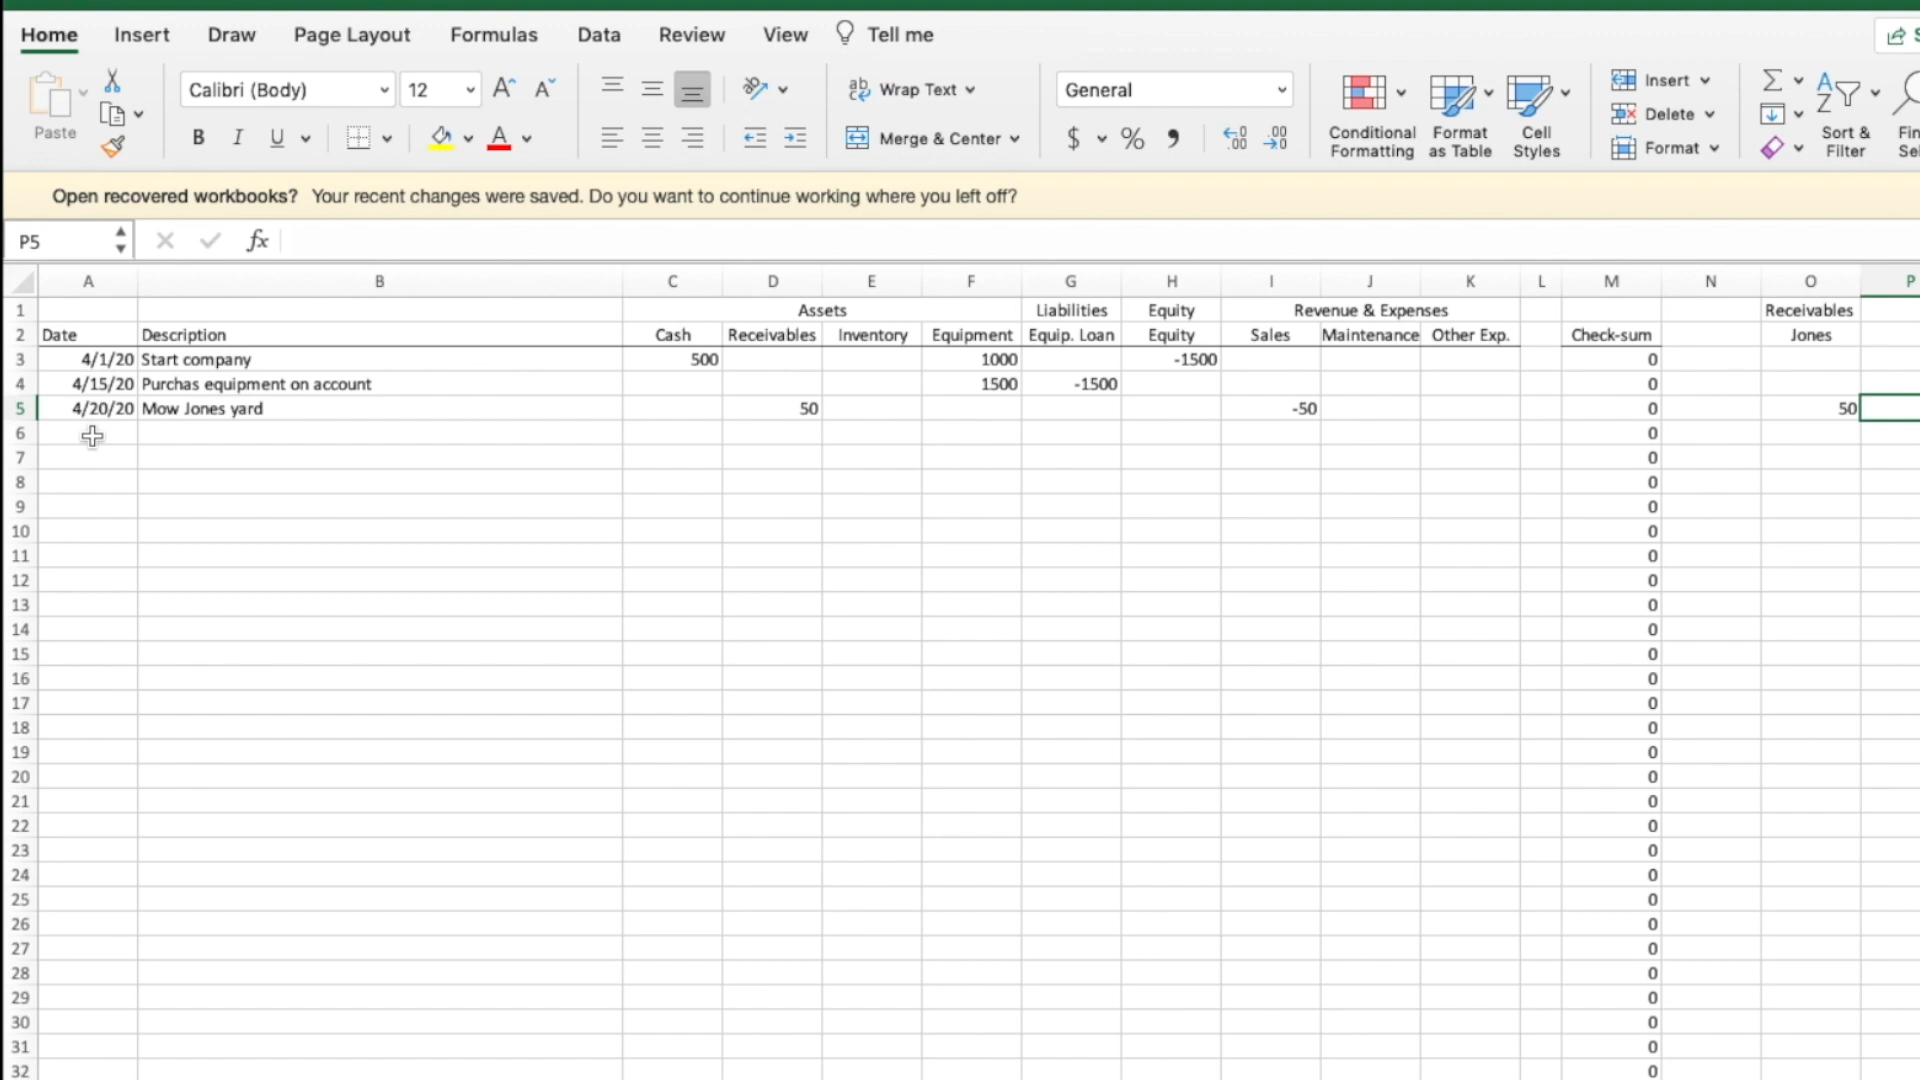 Home Insert Draw Page Layout Formulas Data Review View Tell me
Calibri (Body) 12 Wrap Text General Insert
Paste Delete
B I U Merge & Center $ % Conditional Formatting Format as Table Cell Styles Format Sort & Filter
Open recovered workbooks? Your recent changes were saved. Do you want to continue working where you left off?
P5 fx
A B C D E F G H I J K L M N O P
1 Assets Liabilities Equity Revenue & Expenses Receivables
2 Date Description Cash Receivables Inventory Equipment Equip. Loan Equity Sales Maintenance Other Exp. Check-sum Jones
3 4/1/20 Start company 500 1000 -1500 0
4 4/15/20 Purchas equipment on account 1500 -1500 0
5 4/20/20 Mow Jones yard 50 -50 0 50
6 0
7 0
8 0
9 0
10 0
11 0
12 0
13 0
14 0
15 0
16 0
17 0
18 0
19 0
20 0
21 0
22 0
23 0
24 0
25 0
26 0
27 0
28 0
29 0
30 0
31 0
32 0